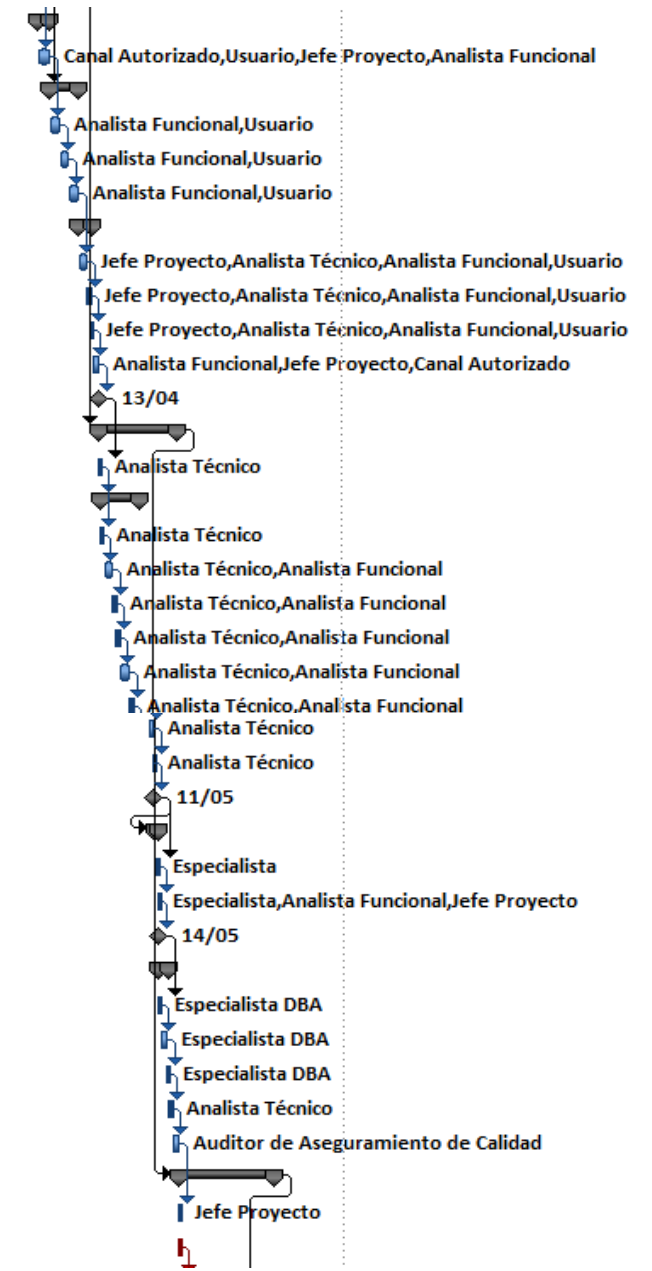 Canal Autorizado,Usuario,Jefe Proyecto,Analista Funcional
Analista Funcional,Usuario
Analista Funcional,Usuario
Analista Funcional,Usuario
Jefe Proyecto,Analista Técnico,Analista Funcional,Usuario
Jefe Proyecto,Analista Técnico,Analista Funcional,Usuario
Jefe Proyecto,Analista Técnico,Analista Funcional,Usuario
Analista Funcional,Jefe Proyecto,Canal Autorizado
13/04
Analista Técnico
Analista Técnico
Analista Técnico,Analista Funcional
Analista Técnico,Analista Funcional
Analista Técnico,Analista Funcional
Analista Técnico,Analista Funcional
Analista Técnico,Analista Funcional
Analista Técnico
Analista Técnico
11/05
Especialista
Especialista,Analista Funcional,Jefe Proyecto
14/05
Especialista DBA
Especialista DBA
Especialista DBA
Analista Técnico
Auditor de Aseguramiento de Calidad
Jefe Proyecto